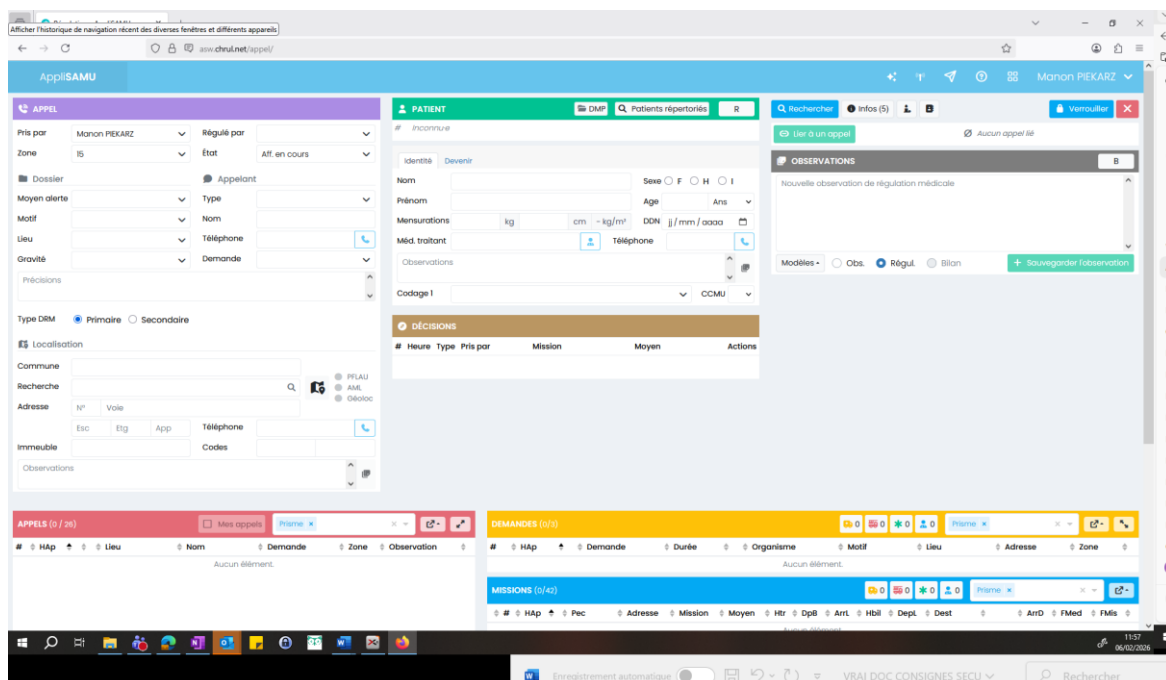 Afficher l'historique de navigation récent des diverses fenêtres et différents appareils
asw.chrul.net/appel/
AppliSAMU
Manon PIEKARZ
APPEL
Pris par Manon PIEKARZ Régulé par
Zone 15 État Aff. en cours
Dossier Appelant
Moyen alerte Type
Motif Nom
Lieu Téléphone
Gravité Demande
Précisions
Type DRM Primaire Secondaire
Localisation
Commune
Recherche
PFLAU
AML
Géoloc
Adresse N° Voie
Esc Etg App Téléphone
Immeuble Codes
Observations
PATIENT DMP Patients répertoriés R
# Inconnu·e
Identité Devenir
Nom Sexe F H I
Prénom Age Ans
Mensurations kg cm - kg/m² DDN jj/mm/aaaa
Méd. traitant Téléphone
Observations
Codage 1 CCMU
DÉCISIONS
# Heure Type Pris par Mission Moyen Actions
Rechercher Infos (5) Verrouiller
Lier à un appel Aucun appel lié
OBSERVATIONS B
Nouvelle observation de régulation médicale
Modèles Obs. Régul. Bilan + Sauvegarder l'observation
APPELS (0 / 26) Mes appels Prisme ×
# HAp Lieu Nom Demande Zone Observation
Aucun élément.
DEMANDES (0/3) 0 0 0 0 Prisme ×
# HAp Demande Durée Organisme Motif Lieu Adresse Zone
Aucun élément.
MISSIONS (0/42) 0 0 0 0 Prisme ×
# HAp Pec Adresse Mission Moyen Htr DpB ArrL Hbil DepL Dest ArrD FMed FMis
Aucun élément.
11:57
06/02/2026
Enregistrement automatique VRAI DOC CONSIGNES SECU Rechercher